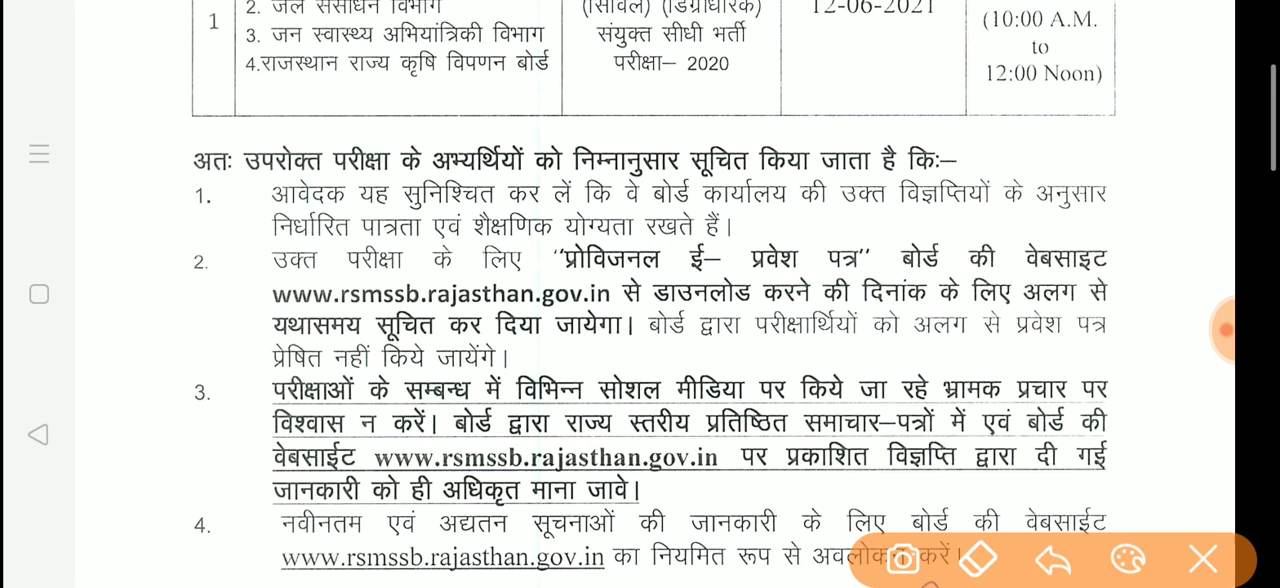 1
2. जल संसाधन विभाग
3. जन स्वास्थ्य अभियांत्रिकी विभाग
4.राजस्थान राज्य कृषि विपणन बोर्ड
(सिविल) (डिग्रीधारक)
संयुक्त सीधी भर्ती
परीक्षा– 2020
12-06-2021
(10:00 A.M.
to
12:00 Noon)
अतः उपरोक्त परीक्षा के अभ्यर्थियों को निम्नानुसार सूचित किया जाता है किः–
1. आवेदक यह सुनिश्चित कर लें कि वे बोर्ड कार्यालय की उक्त विज्ञप्तियों के अनुसार
निर्धारित पात्रता एवं शैक्षणिक योग्यता रखते हैं।
2. उक्त परीक्षा के लिए "प्रोविजनल ई– प्रवेश पत्र" बोर्ड की वेबसाइट
www.rsmssb.rajasthan.gov.in से डाउनलोड करने की दिनांक के लिए अलग से
यथासमय सूचित कर दिया जायेगा। बोर्ड द्वारा परीक्षार्थियों को अलग से प्रवेश पत्र
प्रेषित नहीं किये जायेंगे।
3. परीक्षाओं के सम्बन्ध में विभिन्न सोशल मीडिया पर किये जा रहे भ्रामक प्रचार पर
विश्वास न करें। बोर्ड द्वारा राज्य स्तरीय प्रतिष्ठित समाचार–पत्रों में एवं बोर्ड की
वेबसाईट www.rsmssb.rajasthan.gov.in पर प्रकाशित विज्ञप्ति द्वारा दी गई
जानकारी को ही अधिकृत माना जावे।
4. नवीनतम एवं अद्यतन सूचनाओं की जानकारी के लिए बोर्ड की वेबसाईट
www.rsmssb.rajasthan.gov.in का नियमित रूप से अवलोकन करें।